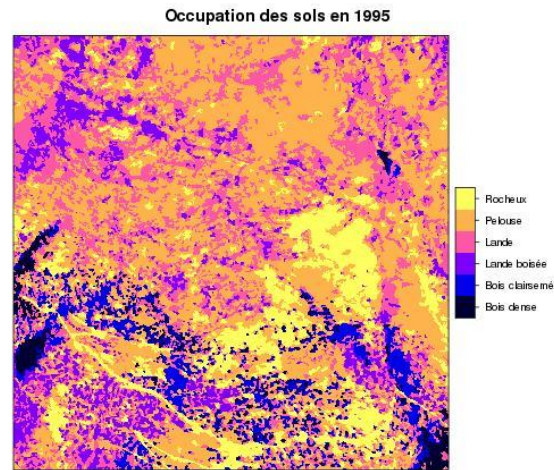 Occupation des sols en 1995
Rocheux
Pelouse
Lande
Lande boisée
Bois clairsemé
Bois dense